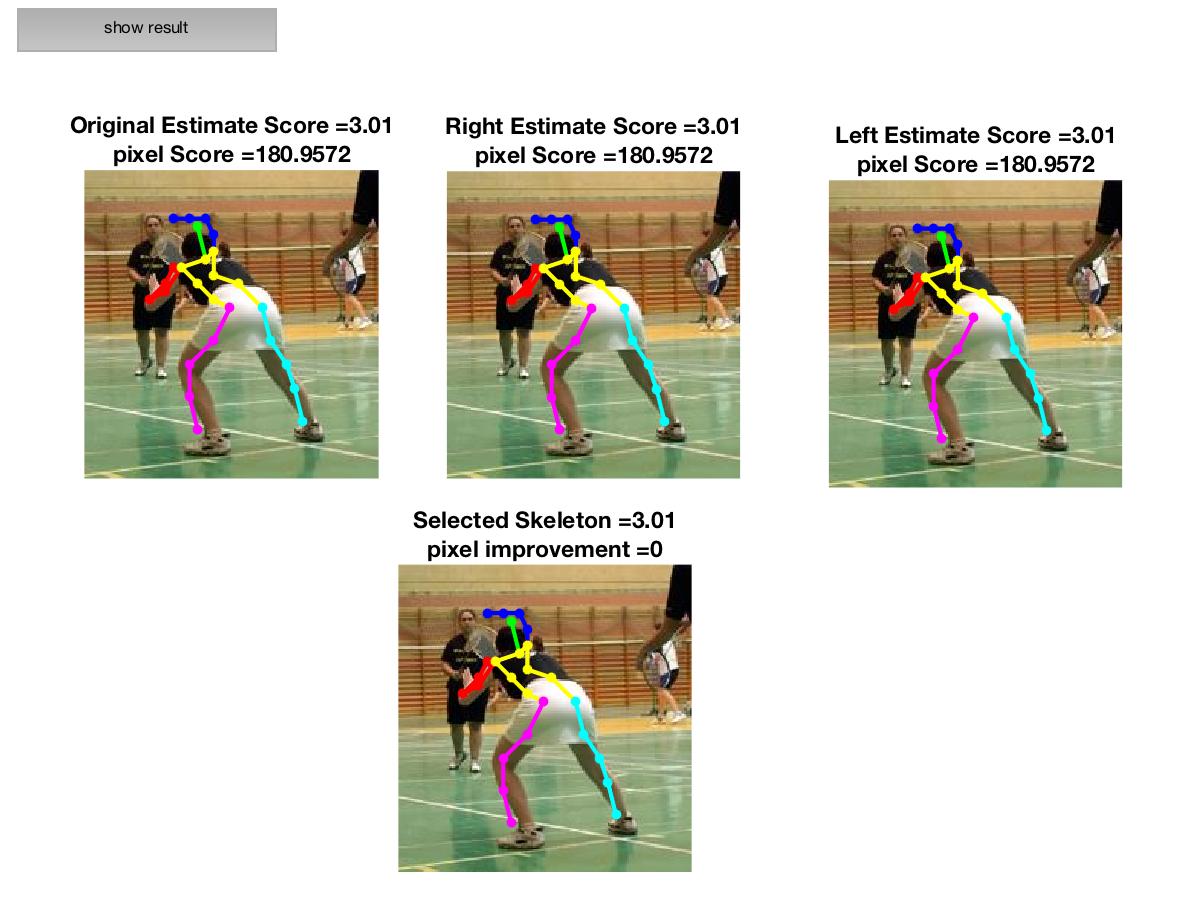 show result
Original Estimate Score =3.01
pixel Score =180.9572
Right Estimate Score =3.01
pixel Score =180.9572
Left Estimate Score =3.01
pixel Score =180.9572
Selected Skeleton =3.01
pixel improvement =0